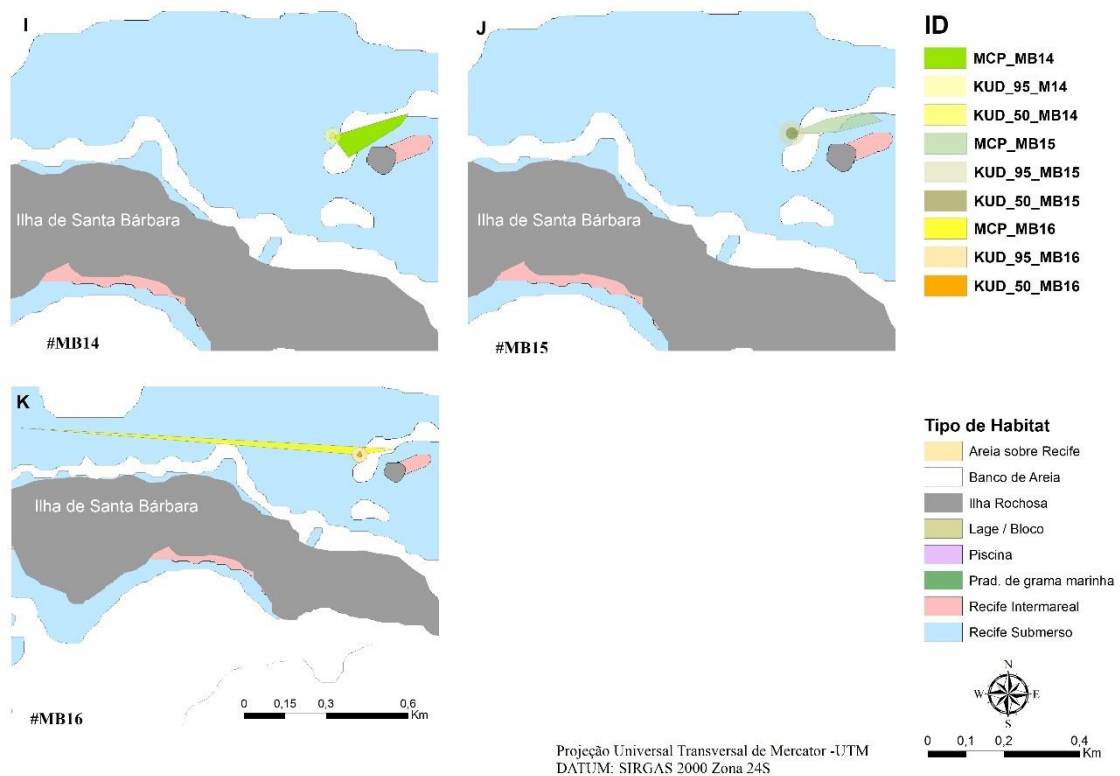 I
Ilha de Santa Bárbara
#MB14
J
Ilha de Santa Bárbara
#MB15
ID
MCP_MB14
KUD_95_M14
KUD_50_MB14
MCP_MB15
KUD_95_MB15
KUD_50_MB15
MCP_MB16
KUD_95_MB16
KUD_50_MB16
K
Ilha de Santa Bárbara
#MB16
0 0,15 0,3 0,6
Km
Tipo de Habitat
Areia sobre Recife
Banco de Areia
Ilha Rochosa
Lage / Bloco
Piscina
Prad. de grama marinha
Recife Intermareal
Recife Submerso
N
W E
S
0 0,1 0,2 0,4
Km
Projeção Universal Transversal de Mercator -UTM
DATUM: SIRGAS 2000 Zona 24S